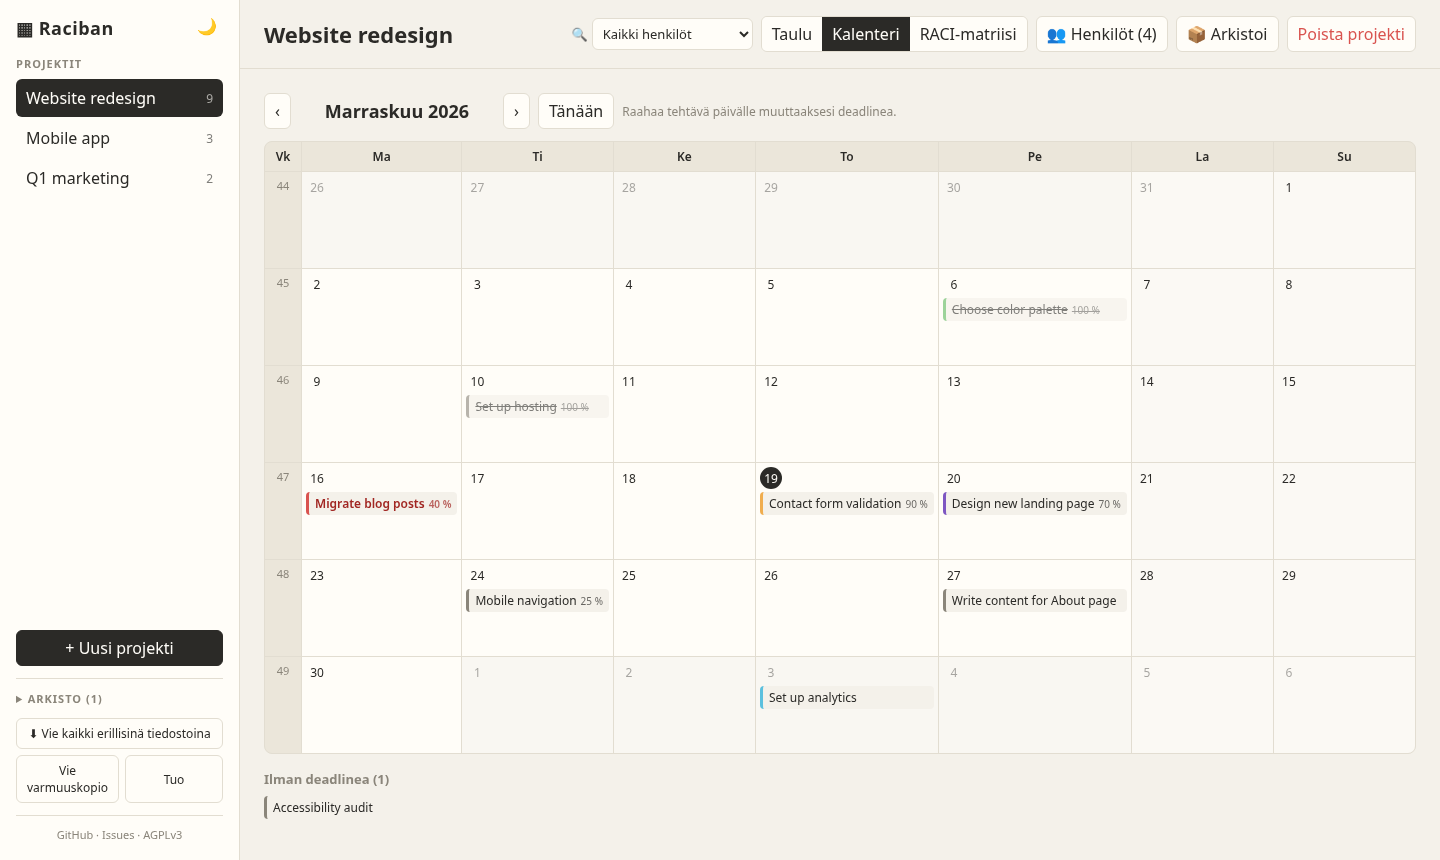 Raciban
PROJEKTIT
Website redesign 9
Mobile app 3
Q1 marketing 2
+ Uusi projekti
ARKISTO (1)
Vie kaikki erillisinä tiedostoina
Vie
varmuuskopio
Tuo
GitHub · Issues · AGPLv3
Website redesign
Kaikki henkilöt
Taulu
Kalenteri
RACI-matriisi
Henkilöt (4)
Arkistoi
Poista projekti
‹
Marraskuu 2026
›
Tänään
Raahaa tehtävä päivälle muuttaaksesi deadlinea.
Vk Ma Ti Ke To Pe La Su
44 26 27 28 29 30 31 1
45 2 3 4 5 6 7 8
Choose color palette 100 %
46 9 10 11 12 13 14 15
Set up hosting 100 %
47 16 17 18 19 20 21 22
Migrate blog posts 40 %
Contact form validation 90 %
Design new landing page 70 %
48 23 24 25 26 27 28 29
Mobile navigation 25 %
Write content for About page
49 30 1 2 3 4 5 6
Set up analytics
Ilman deadlinea (1)
Accessibility audit